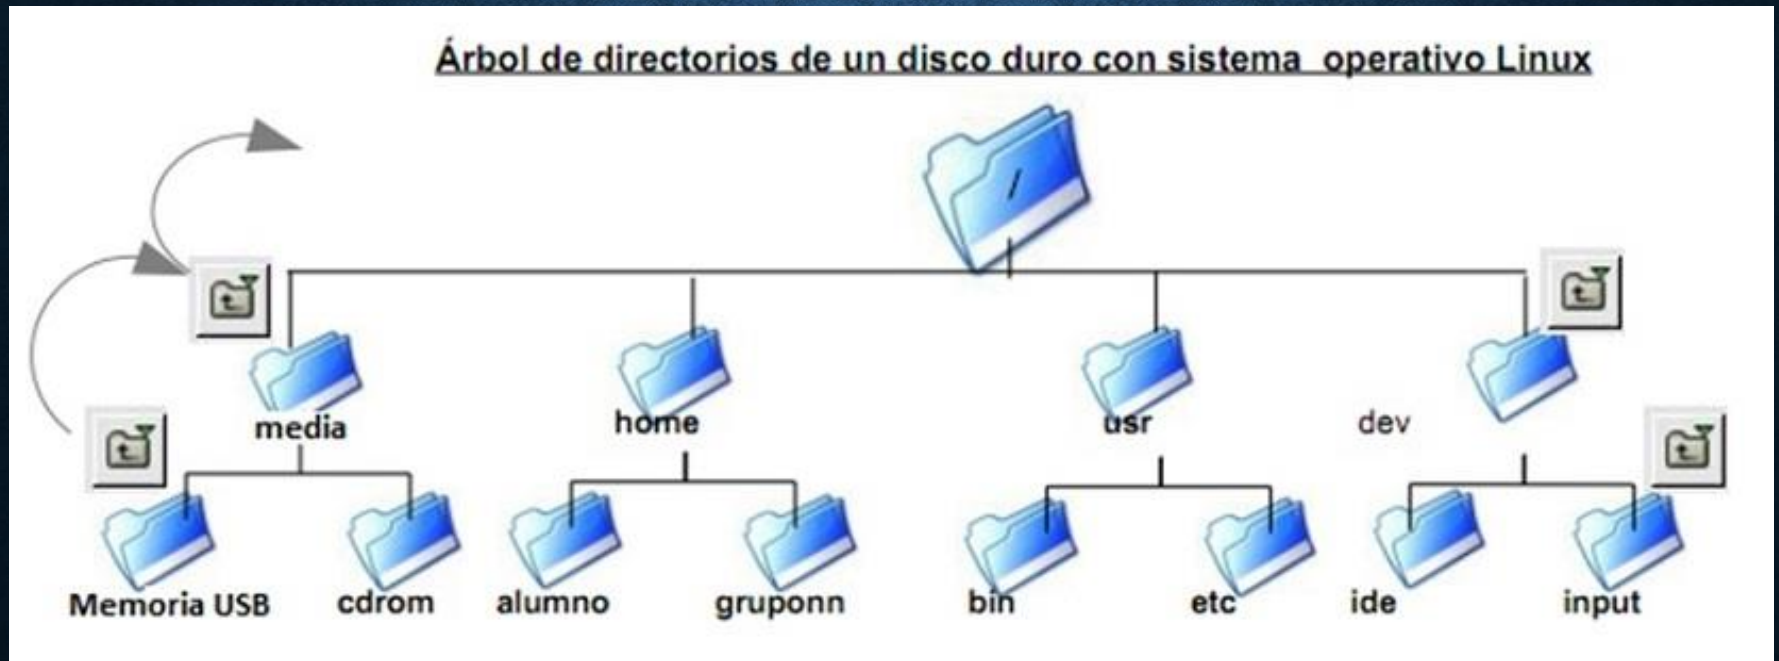 Árbol de directorios de un disco duro con sistema operativo Linux
/
media home usr dev
Memoria USB cdrom alumno gruponn bin etc ide input